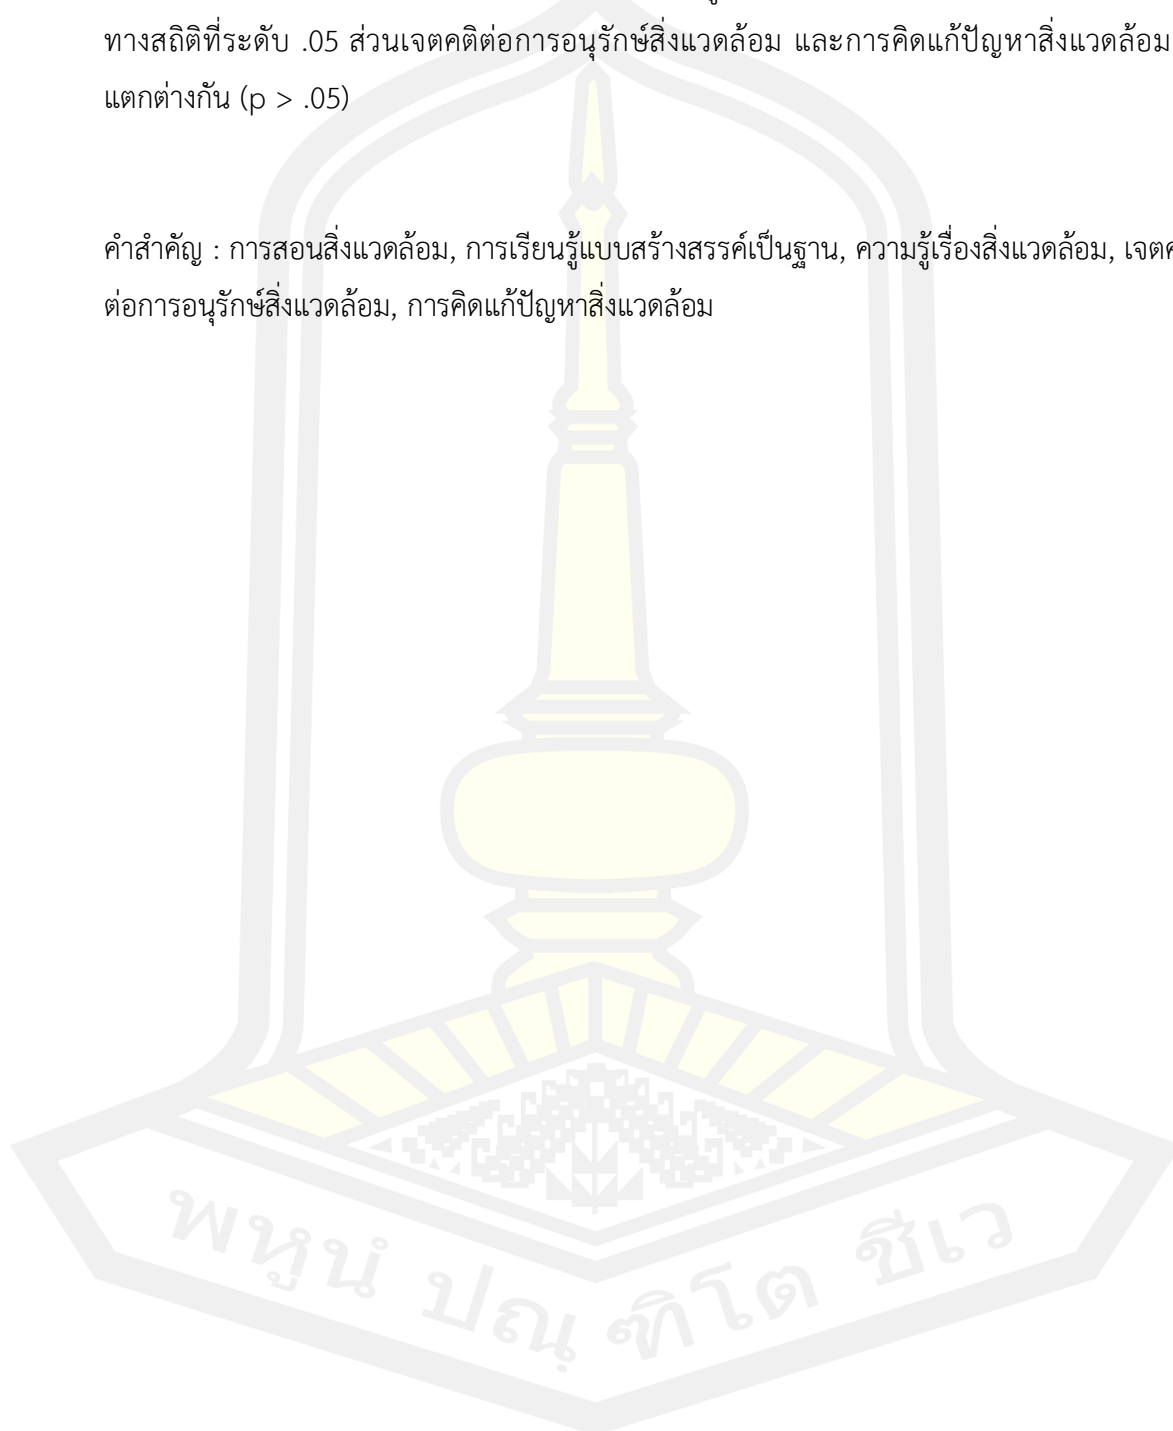 ทางสถิติที่ระดับ .05 ส่วนเจตคติต่อการอนุรักษ์สิ่งแวดล้อม และการคิดแก้ปัญหาสิ่งแวดล้อม
แตกต่างกัน (p > .05)
คำสำคัญ : การสอนสิ่งแวดล้อม, การเรียนรู้แบบสร้างสรรค์เป็นฐาน, ความรู้เรื่องสิ่งแวดล้อม,
ต่อการอนุรักษ์สิ่งแวดล้อม, การคิดแก้ปัญหาสิ่งแวดล้อม
พหูนํ ปณฺ ฑิโต ชีเว